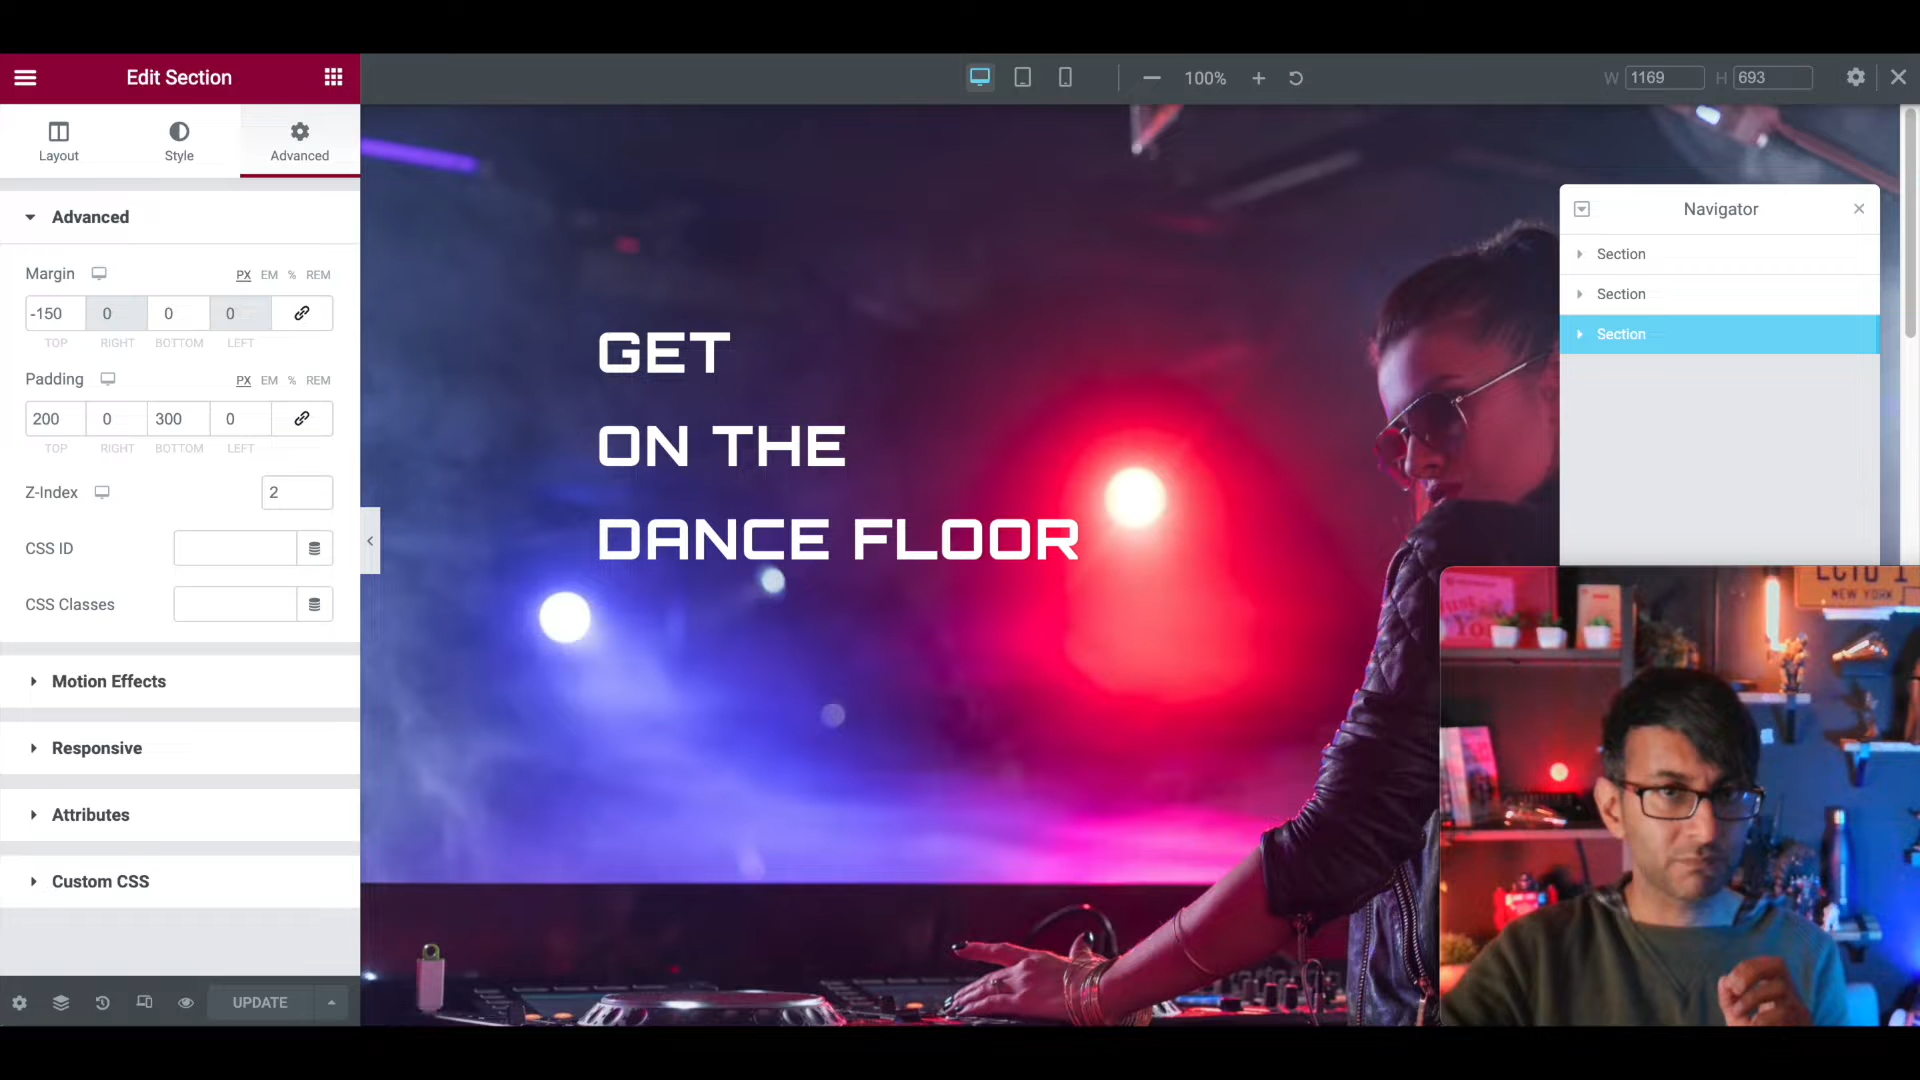 Edit Section
100%
W 1169 H 693
Layout
Style
Advanced
Advanced
Navigator
Section
Section
Section
Margin
PX EM % REM
-150 0 0 0
TOP RIGHT BOTTOM LEFT
Padding
PX EM % REM
200 0 300 0
TOP RIGHT BOTTOM LEFT
Z-Index 2
CSS ID
CSS Classes
Motion Effects
Responsive
Attributes
Custom CSS
UPDATE
GET
ON THE
DANCE FLOOR
NEW YORK